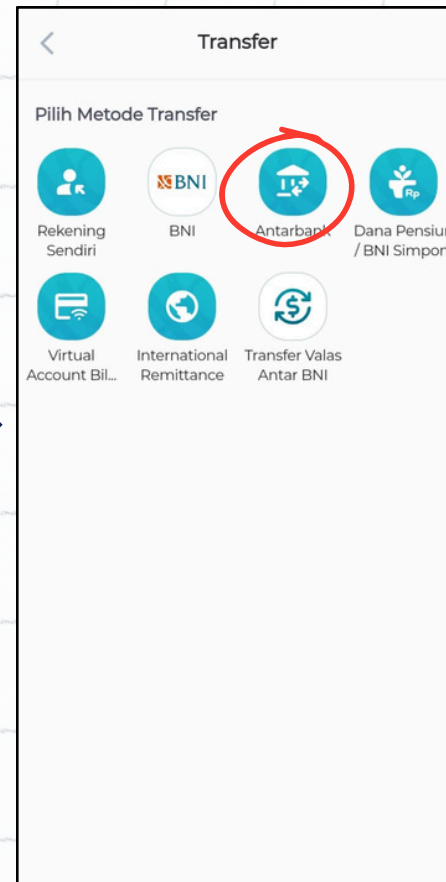 Transfer
Pilih Metode Transfer
BNI
Rp
Rekening
Sendiri
BNI
Antarbank
Dana Pensiun
/ BNI Simpon
Virtual
Account Bil...
International
Remittance
Transfer Valas
Antar BNI